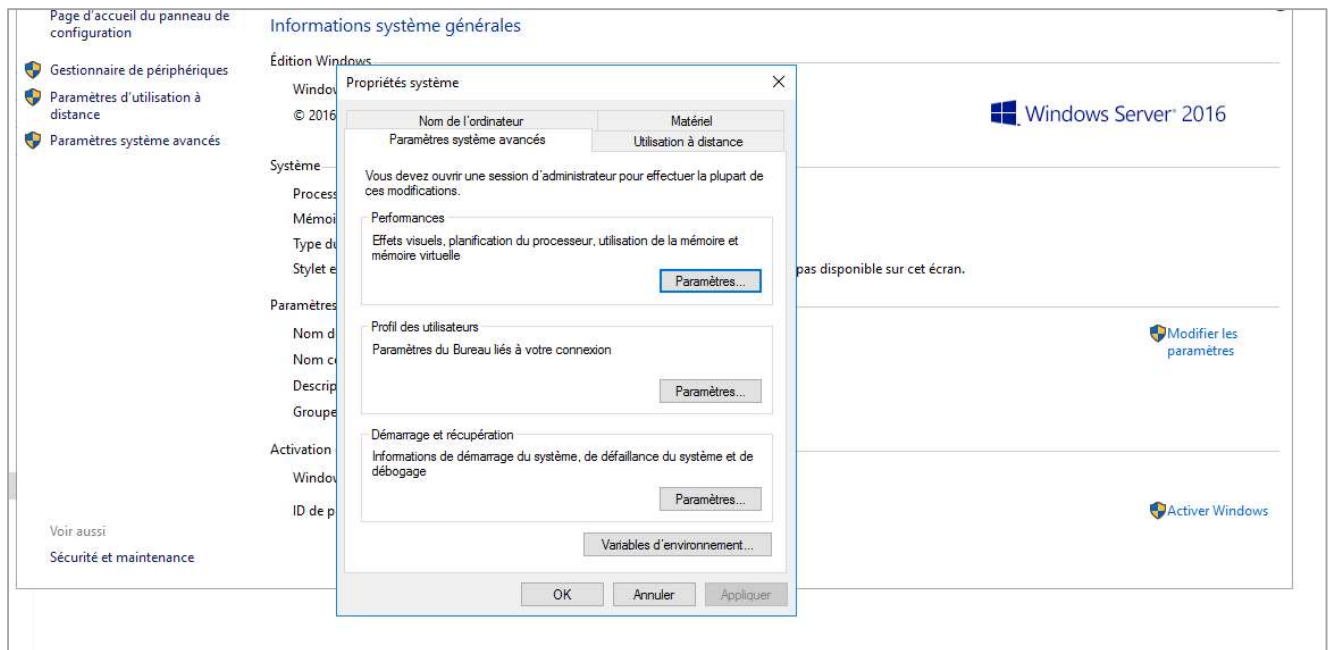 Page d'accueil du panneau de
configuration
Gestionnaire de périphériques
Paramètres d'utilisation à
distance
Paramètres système avancés
Voir aussi
Sécurité et maintenance
Informations système générales
Édition Windows
© 2016
Windows Server® 2016
Système
pas disponible sur cet écran.
Paramètres
Modifier les
paramètres
Activation
Activer Windows
Propriétés système
Nom de l'ordinateur
Matériel
Paramètres système avancés
Utilisation à distance
Vous devez ouvrir une session d'administrateur pour effectuer la plupart de
ces modifications.
Performances
Effets visuels, planification du processeur, utilisation de la mémoire et
mémoire virtuelle
Paramètres...
Profil des utilisateurs
Paramètres du Bureau liés à votre connexion
Paramètres...
Démarrage et récupération
Informations de démarrage du système, de défaillance du système et de
débogage
Paramètres...
Variables d'environnement...
OK
Annuler
Appliquer